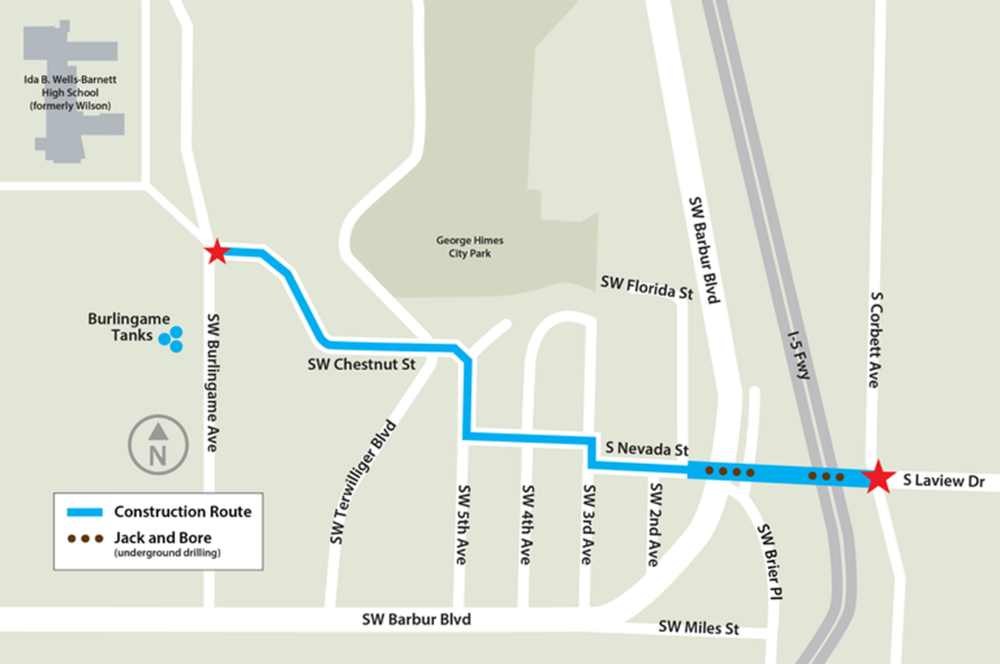 Ida B. Wells-Barnett
High School
(formerly Wilson)
George Himes
City Park
SW Barbur Blvd
SW Florida St
S Corbett Ave
I-5 Fwy
Burlingame
Tanks
SW Burlingame Ave
SW Chestnut St
N
SW Terwilliger Blvd
S Nevada St
S Laview Dr
SW 5th Ave
SW 4th Ave
SW 3rd Ave
SW 2nd Ave
SW Brier Pl
Construction Route
Jack and Bore
(underground drilling)
SW Barbur Blvd
SW Miles St